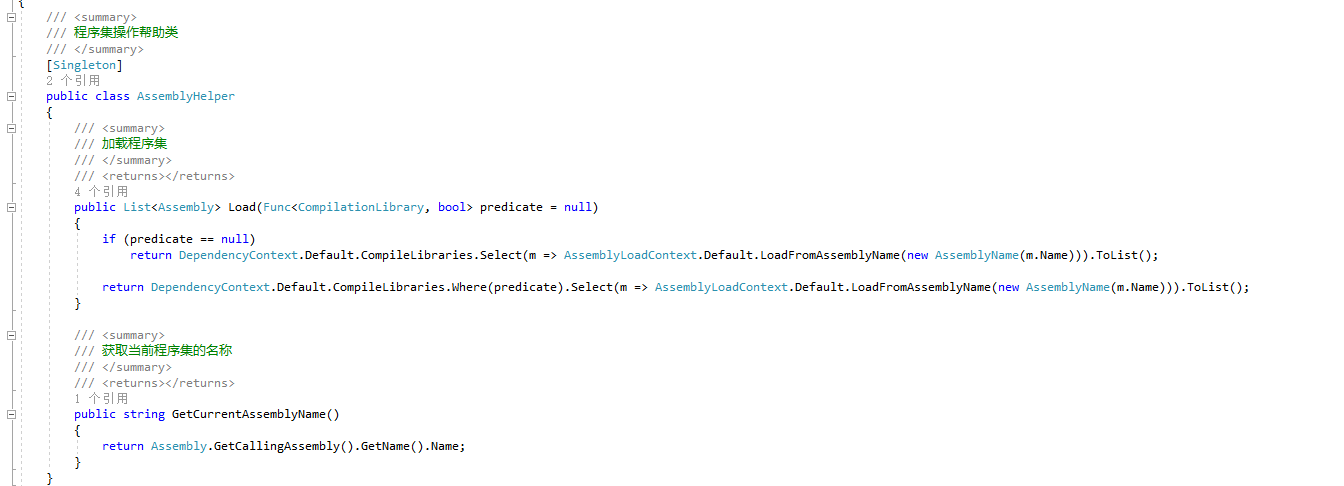 {
/// <summary>
/// 程序集操作帮助类
/// </summary>
[Singleton]
2 个引用
public class AssemblyHelper
{
/// <summary>
/// 加载程序集
/// </summary>
/// <returns></returns>
4 个引用
public List<Assembly> Load(Func<CompilationLibrary, bool> predicate = null)
{
if (predicate == null)
return DependencyContext.Default.CompileLibraries.Select(m => AssemblyLoadContext.Default.LoadFromAssemblyName(new AssemblyName(m.Name))).ToList();
return DependencyContext.Default.CompileLibraries.Where(predicate).Select(m => AssemblyLoadContext.Default.LoadFromAssemblyName(new AssemblyName(m.Name))).ToList();
}
/// <summary>
/// 获取当前程序集的名称
/// </summary>
/// <returns></returns>
1 个引用
public string GetCurrentAssemblyName()
{
return Assembly.GetCallingAssembly().GetName().Name;
}
}